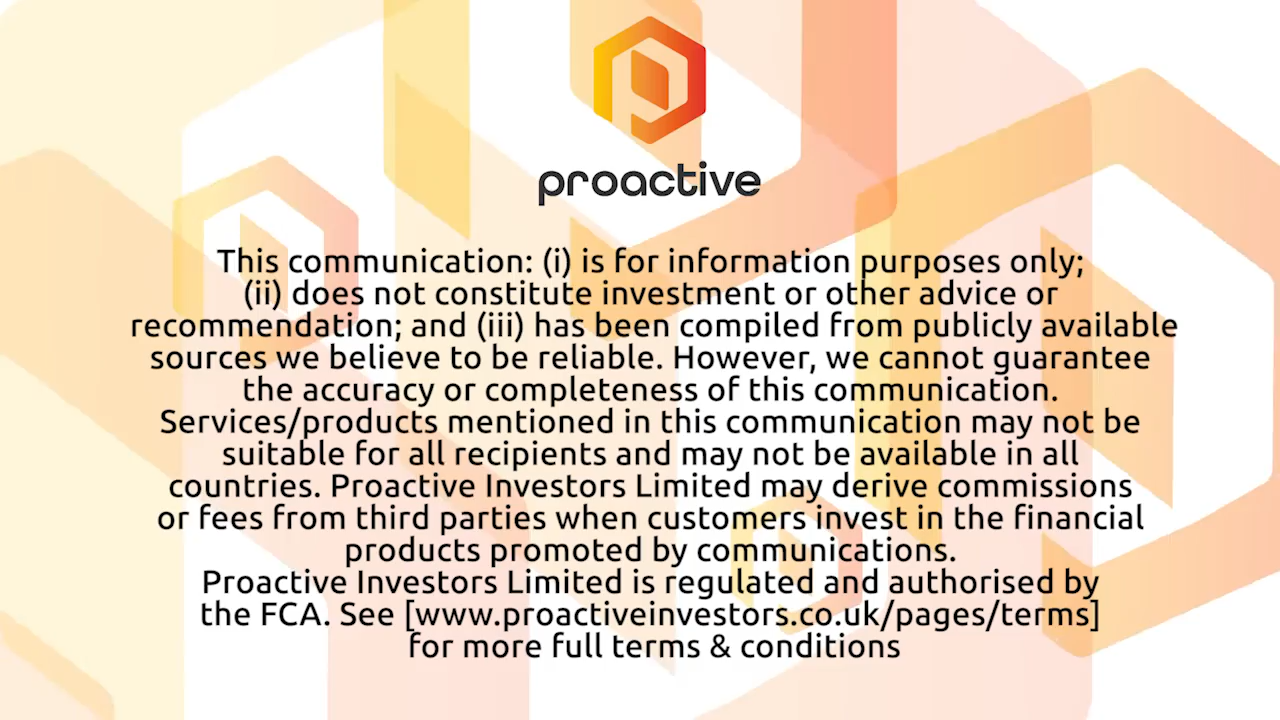 proactive
This communication: (i) is for information purposes only;
(ii) does not constitute investment or other advice or
recommendation; and (iii) has been compiled from publicly available
sources we believe to be reliable. However, we cannot guarantee
the accuracy or completeness of this communication.
Services/products mentioned in this communication may not be
suitable for all recipients and may not be available in all
countries. Proactive Investors Limited may derive commissions
or fees from third parties when customers invest in the financial
products promoted by communications.
Proactive Investors Limited is regulated and authorised by
the FCA. See [www.proactiveinvestors.co.uk/pages/terms]
for more full terms & conditions